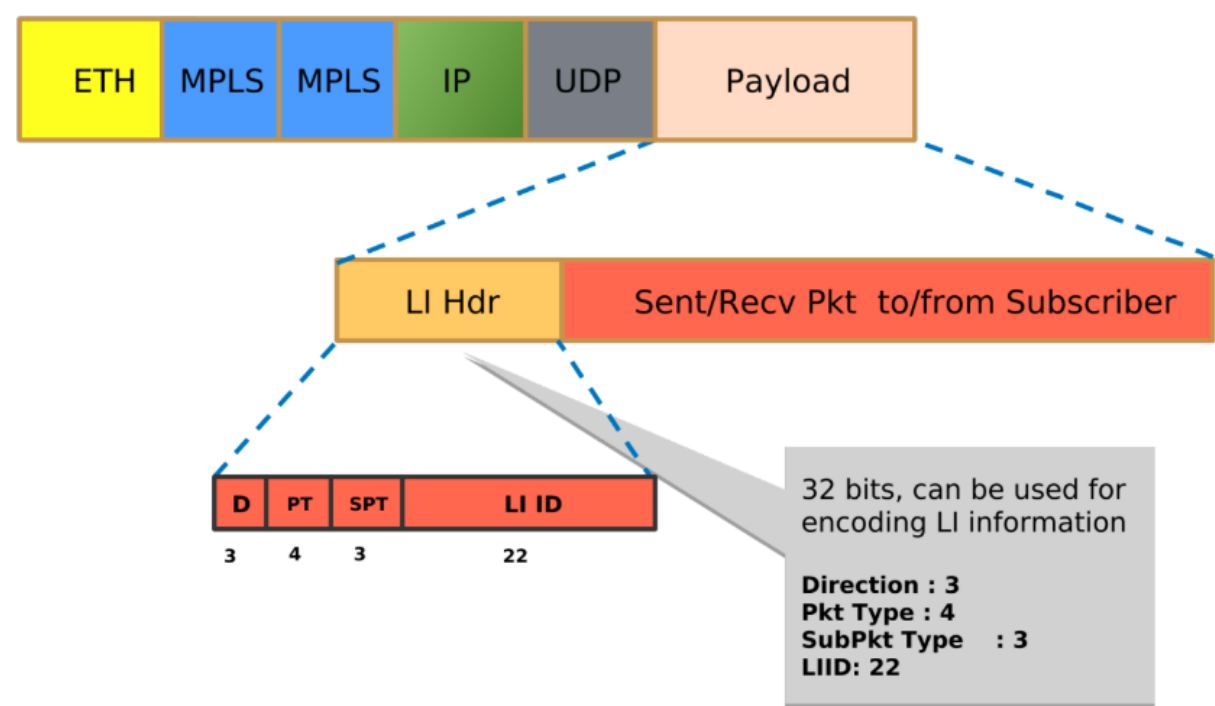 ETH MPLS MPLS IP UDP Payload
LI Hdr Sent/Recv Pkt to/from Subscriber
D PT SPT LI ID
3 4 3 22
32 bits, can be used for
encoding LI information
Direction : 3
Pkt Type : 4
SubPkt Type : 3
LIID: 22